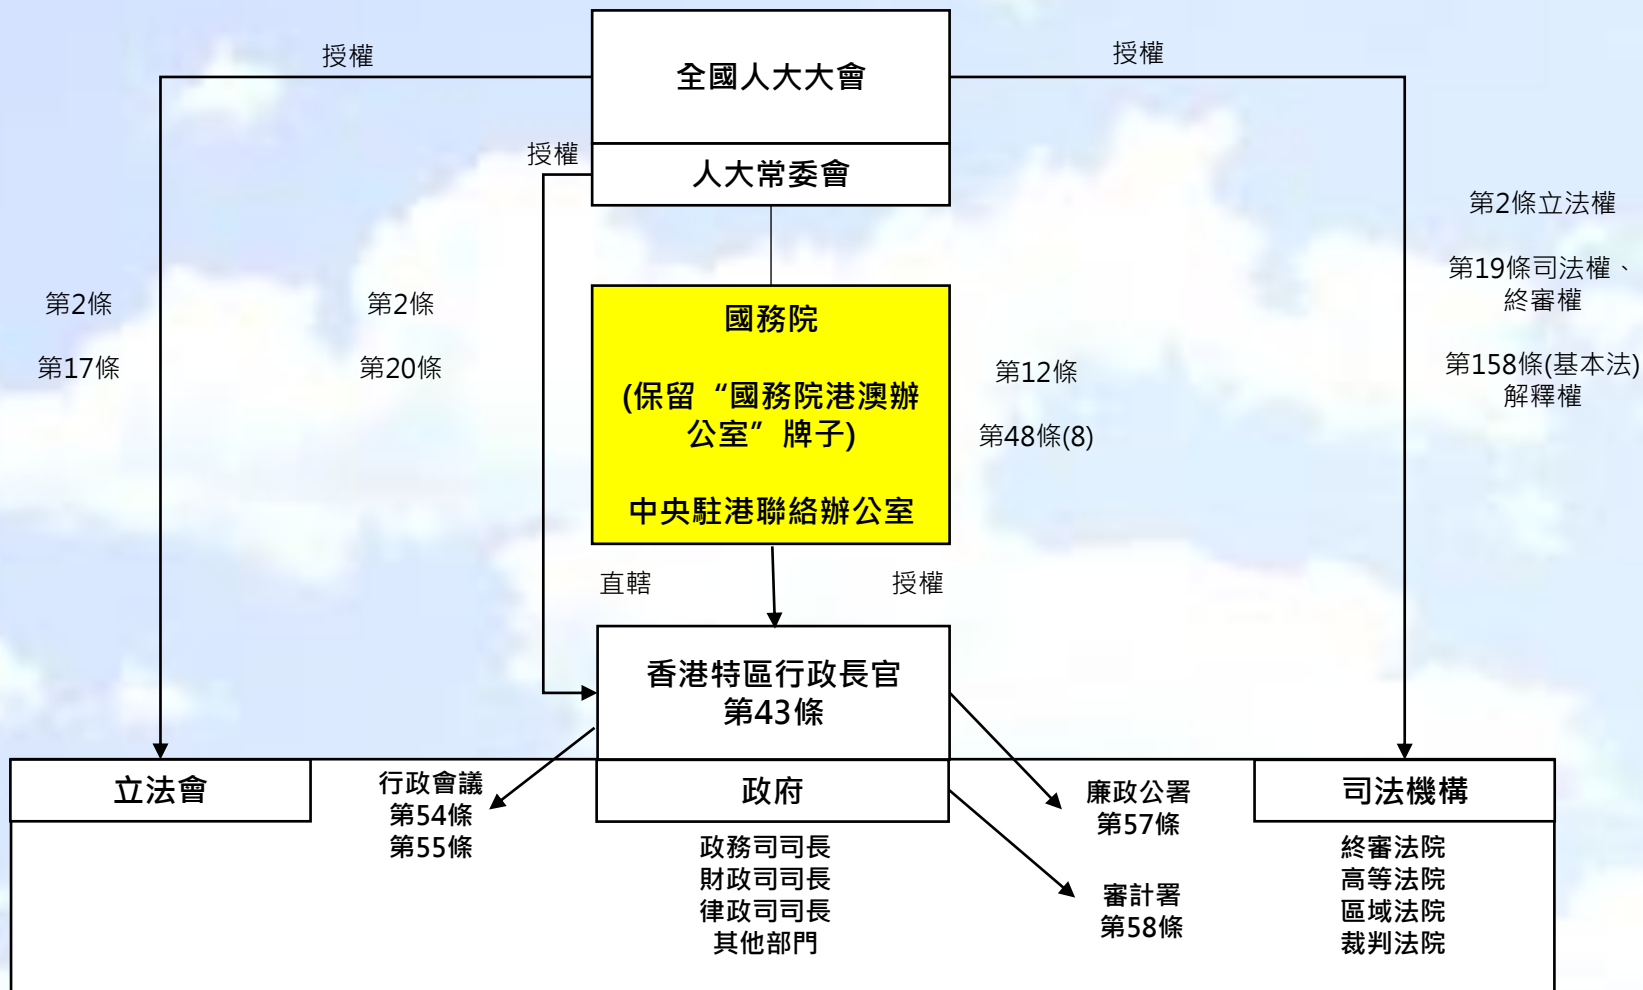 授權
全國人大大會
授權
授權
人大常委會
第2條立法權
第19條司法權、
終審權
第158條(基本法)
解釋權
第2條
第17條
第2條
第20條
國務院
(保留“國務院港澳辦
公室”牌子)
中央駐港聯絡辦公室
第12條
第48條(8)
直轄
授權
香港特區行政長官
第43條
立法會
行政會議
第54條
第55條
政府
政務司司長
財政司司長
律政司司長
其他部門
廉政公署
第57條
審計署
第58條
司法機構
終審法院
高等法院
區域法院
裁判法院